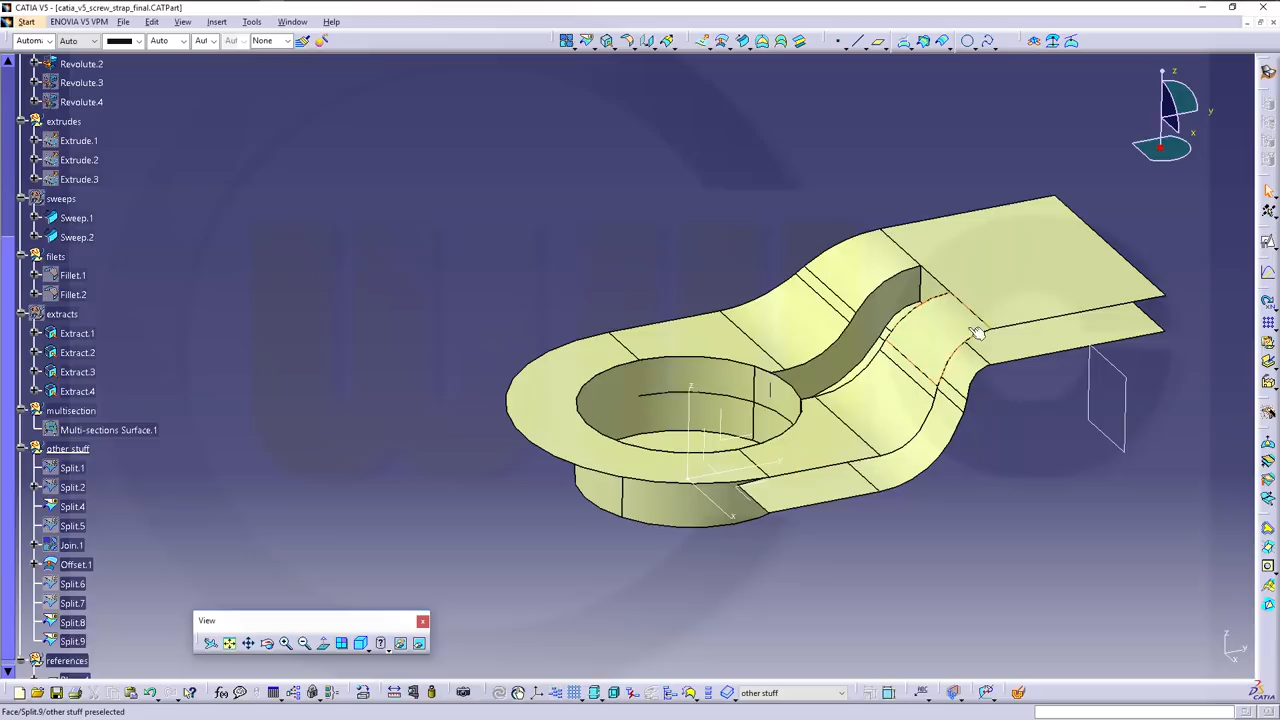 CATIA V5 - [catia_v5_screw_strap_final.CATPart]
Start ENOVIA V5 VPM File Edit View Insert Tools Window Help
Automa Auto Auto Aut Aut None
Revolute.2
Revolute.3
Revolute.4
extrudes
Extrude.1
Extrude.2
Extrude.3
sweeps
Sweep.1
Sweep.2
filets
Fillet.1
Fillet.2
extracts
Extract.1
Extract.2
Extract.3
Extract.4
multisection
Multi-sections Surface.1
other stuff
Split.1
Split.2
Split.4
Split.5
Join.1
Offset.1
Split.6
Split.7
Split.8
Split.9
references
z
y
x
z
y
x
View
x
z
y
x
other stuff
CATIA
Face/Split.9/other stuff preselected